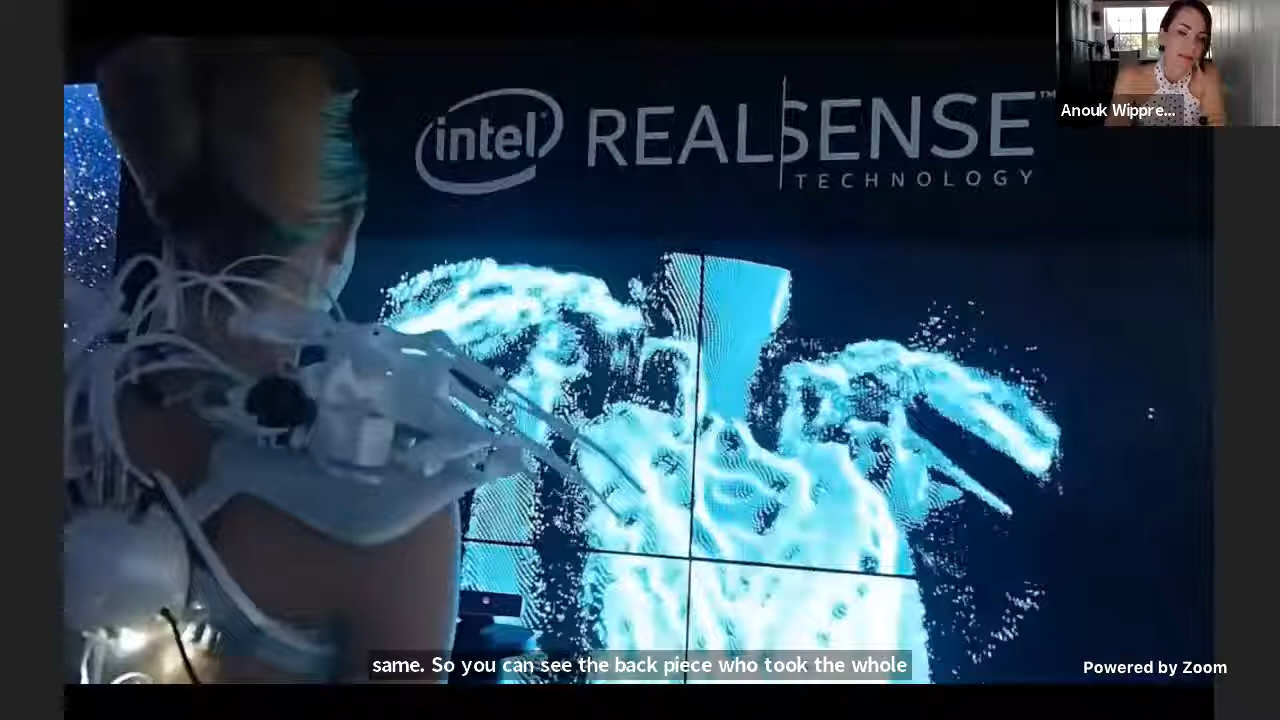 intel REALSENSE™
TECHNOLOGY
Anouk Wippre...
same. So you can see the back piece who took the whole
Powered by Zoom